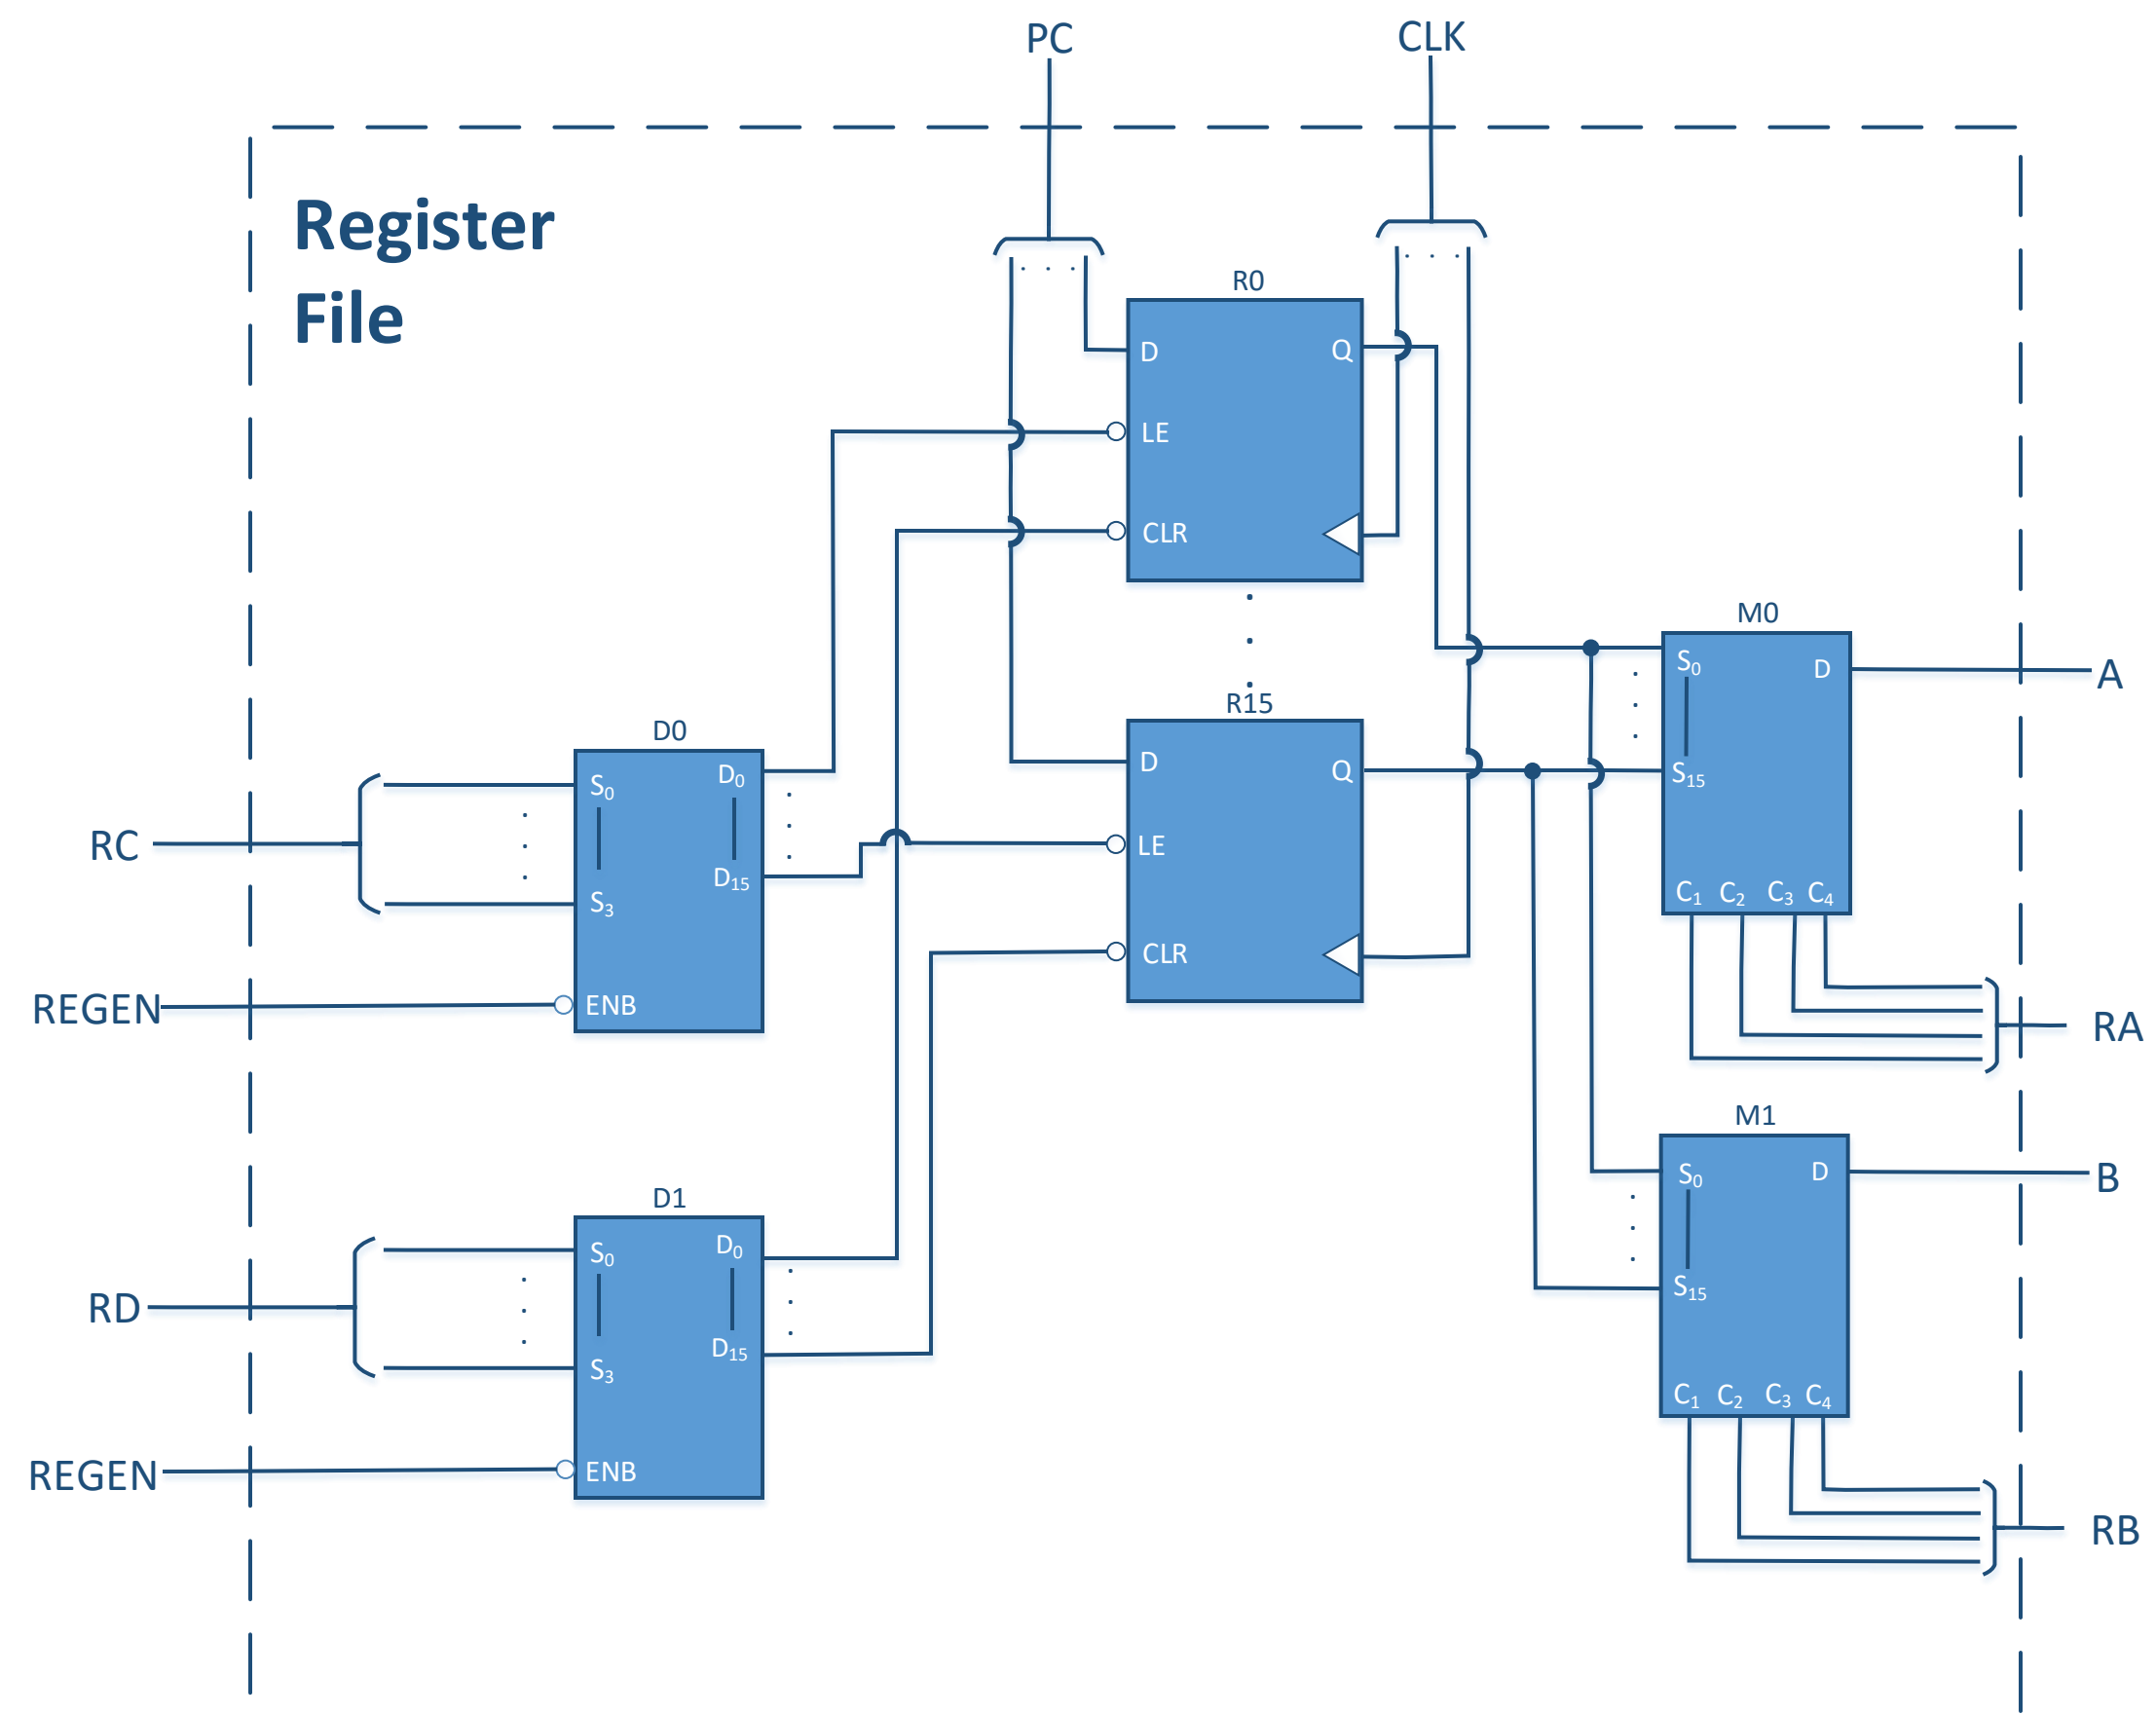 PC
CLK
Register
File
R0
D
Q
LE
CLR
R15
D
Q
LE
CLR
M0
S0
D
S15
C1 C2 C3 C4
A
RA
M1
S0
D
S15
C1 C2 C3 C4
B
RB
D0
S0
D0
D15
S3
ENB
RC
REGEN
D1
S0
D0
D15
S3
ENB
RD
REGEN